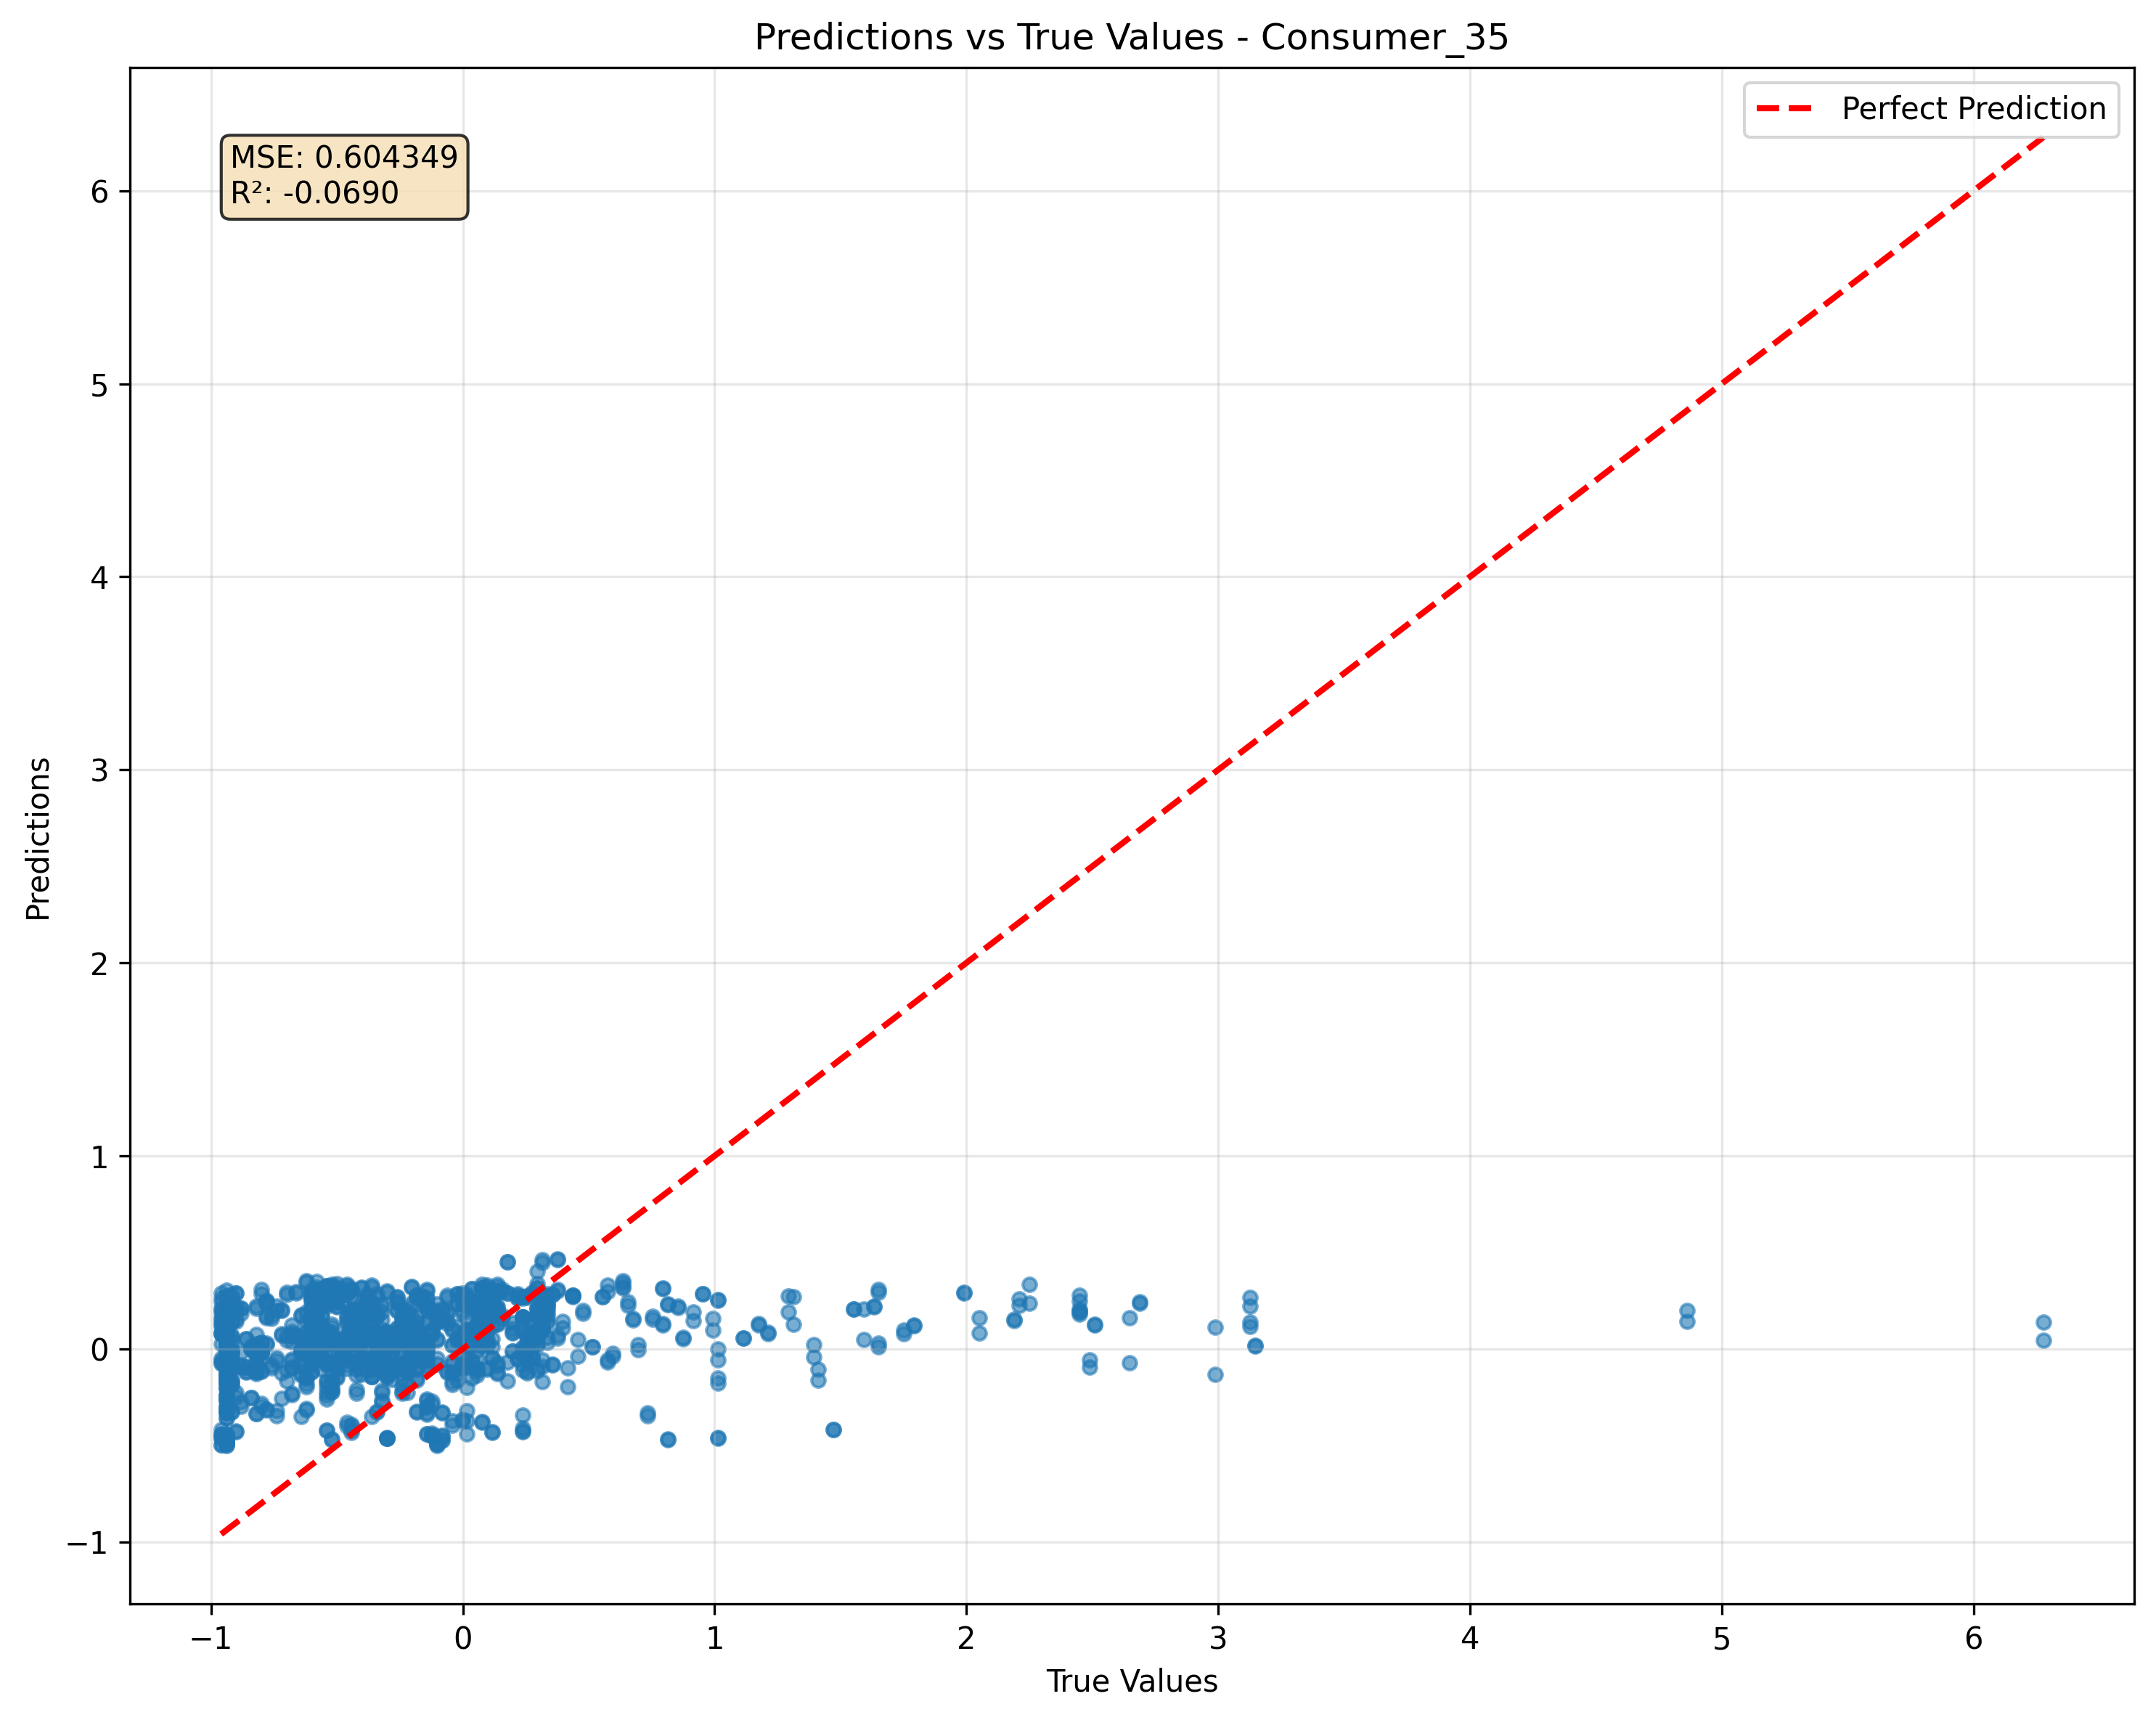 Predictions vs True Values - Consumer_35
Perfect Prediction
MSE: 0.604349
R²: -0.0690
6
5
4
3
2
1
0
−1
Predictions
−1 0 1 2 3 4 5 6
True Values